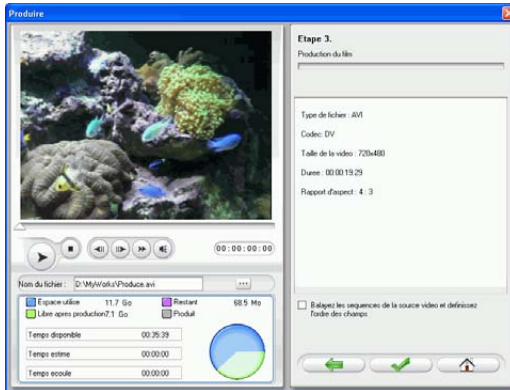 Produire
Etape 3.
Production du film
Type de fichier : AVI
Codec: DV
Taille de la video : 720x480
Duree : 00:00:19:29
Rapport d'aspect : 4 : 3
00:00:00:00
Nom du fichier : D:\MyWorks\Produce.avi ...
Espace utilise 11.7 Go Restant 68.5 Mo
Libre apres production7.1 Go Produit
Temps disponible 00:35:39
Temps estime 00:00:00
Temps ecoule 00:00:00
Balayez les sequences de la source video et definissez
l'ordre des champs